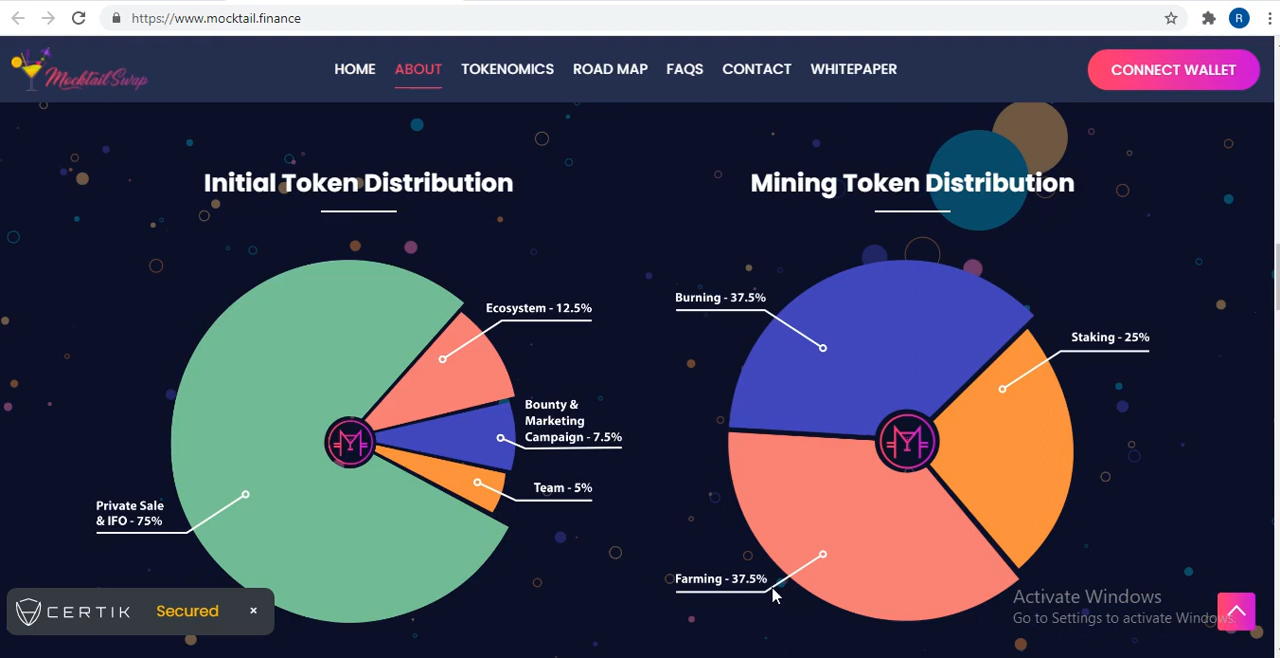 https://www.mocktail.finance
R
Mocktail Swap
HOME
ABOUT
TOKENOMICS
ROAD MAP
FAQS
CONTACT
WHITEPAPER
CONNECT WALLET
Initial Token Distribution
Mining Token Distribution
Ecosystem - 12.5%
Bounty &
Marketing
Campaign - 7.5%
Team - 5%
Private Sale
& IFO - 75%
Burning - 37.5%
Staking - 25%
Farming - 37.5%
CERTIK
Secured
×
Activate Windows
Go to Settings to activate Windows.